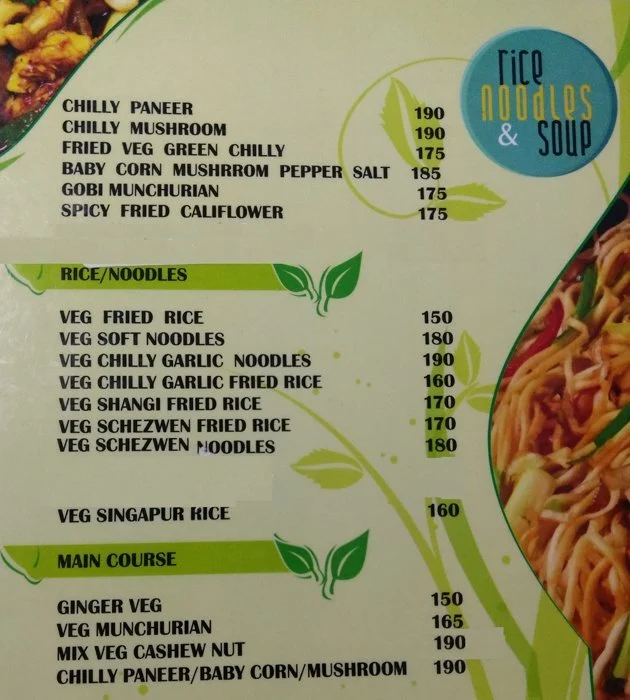 rice
noodles
& soup
CHILLY PANEER 190
CHILLY MUSHROOM 190
FRIED VEG GREEN CHILLY 175
BABY CORN MUSHRROM PEPPER SALT 185
GOBI MUNCHURIAN 175
SPICY FRIED CALIFLOWER 175
RICE/NOODLES
VEG FRIED RICE 150
VEG SOFT NOODLES 180
VEG CHILLY GARLIC NOODLES 190
VEG CHILLY GARLIC FRIED RICE 160
VEG SHANGI FRIED RICE 170
VEG SCHEZWEN FRIED RICE 170
VEG SCHEZWEN NOODLES 180
VEG SINGAPUR RICE 160
MAIN COURSE
GINGER VEG 150
VEG MUNCHURIAN 165
MIX VEG CASHEW NUT 190
CHILLY PANEER/BABY CORN/MUSHROOM 190